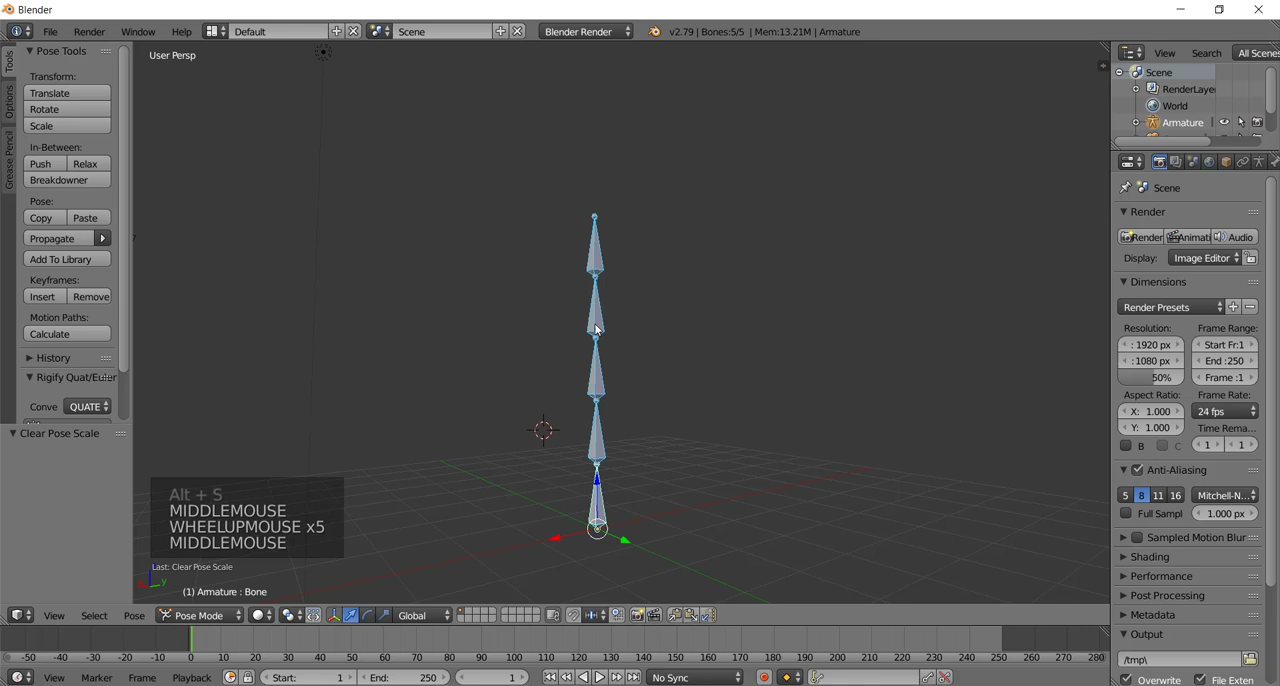 Blender
File Render Window Help Default Scene Blender Render v2.79 | Bones:5/5 | Mem:13.21M | Armature
Tools
Options
Grease Pencil
Pose Tools
Transform:
Translate
Rotate
Scale
In-Between:
Push Relax
Breakdowner
Pose:
Copy Paste
Propagate
Add To Library
Keyframes:
Insert Remove
Motion Paths:
Calculate
History
Rigify Quat/Euler
Conve QUATE
Clear Pose Scale
User Persp
Alt + S
MIDDLEMOUSE
WHEELUPMOUSE x5
MIDDLEMOUSE
Last: Clear Pose Scale
y
(1) Armature : Bone
View Select Pose Pose Mode Global
-50 -40 -30 -20 -10 0 10 20 30 40 50 60 70 80 90 100 110 120 130 140 150 160 170 180 190 200 210 220 230 240 250 260 270 280
View Marker Frame Playback Start: 1 End: 250 1 No Sync
View Search All Scenes
Scene
RenderLaye
World
Armature
Scene
Render
Render Animati Audio
Display: Image Editor
Dimensions
Render Presets
Resolution: Frame Range:
: 1920 px Start Fr:1
:1080 px End :250
50% Frame :1
Aspect Ratio: Frame Rate:
X: 1.000 24 fps
Y: 1.000 Time Rema...
B C 1 1
Anti-Aliasing
5 8 11 16 Mitchell-N...
Full Sampl 1.000 px
Sampled Motion Blur
Shading
Performance
Post Processing
Metadata
Output
/tmp\
Overwrite File Exten